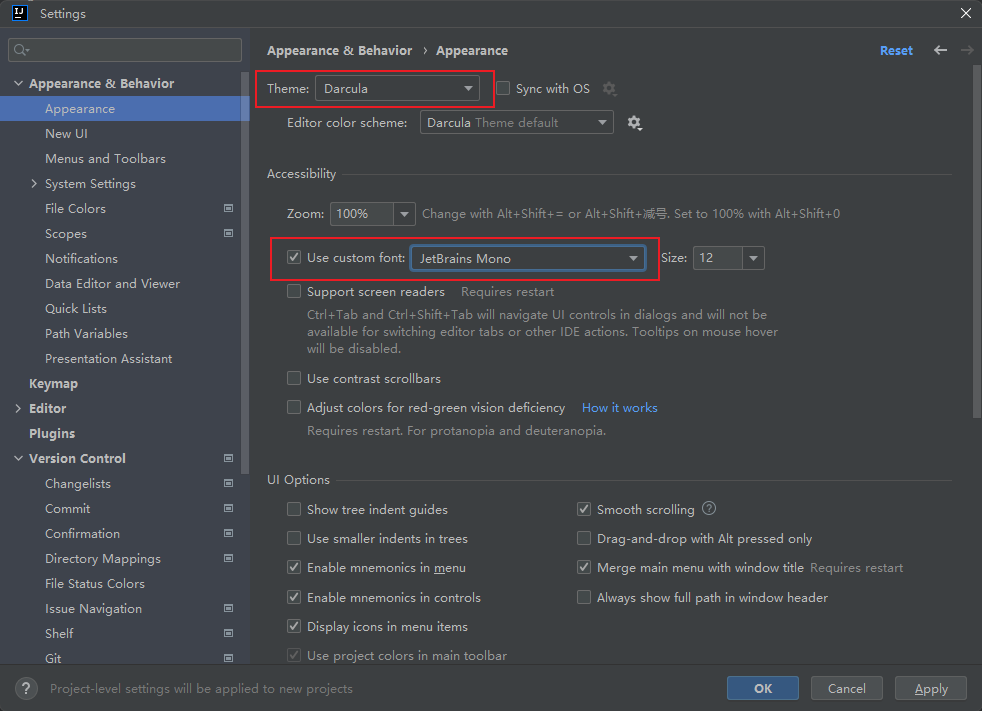 IJ
Settings
Appearance & Behavior
Appearance
New UI
Menus and Toolbars
System Settings
File Colors
Scopes
Notifications
Data Editor and Viewer
Quick Lists
Path Variables
Presentation Assistant
Keymap
Editor
Plugins
Version Control
Changelists
Commit
Confirmation
Directory Mappings
File Status Colors
Issue Navigation
Shelf
Git
Appearance & Behavior › Appearance
Reset
Theme: Darcula Sync with OS
Editor color scheme: Darcula Theme default
Accessibility
Zoom: 100% Change with Alt+Shift+= or Alt+Shift+减号. Set to 100% with Alt+Shift+0
Use custom font: JetBrains Mono Size: 12
Support screen readers Requires restart
Ctrl+Tab and Ctrl+Shift+Tab will navigate UI controls in dialogs and will not be
available for switching editor tabs or other IDE actions. Tooltips on mouse hover
will be disabled.
Use contrast scrollbars
Adjust colors for red-green vision deficiency How it works
Requires restart. For protanopia and deuteranopia.
UI Options
Show tree indent guides
Smooth scrolling ?
Use smaller indents in trees
Drag-and-drop with Alt pressed only
Enable mnemonics in menu
Merge main menu with window title Requires restart
Enable mnemonics in controls
Always show full path in window header
Display icons in menu items
Use project colors in main toolbar
? Project-level settings will be applied to new projects
OK
Cancel
Apply